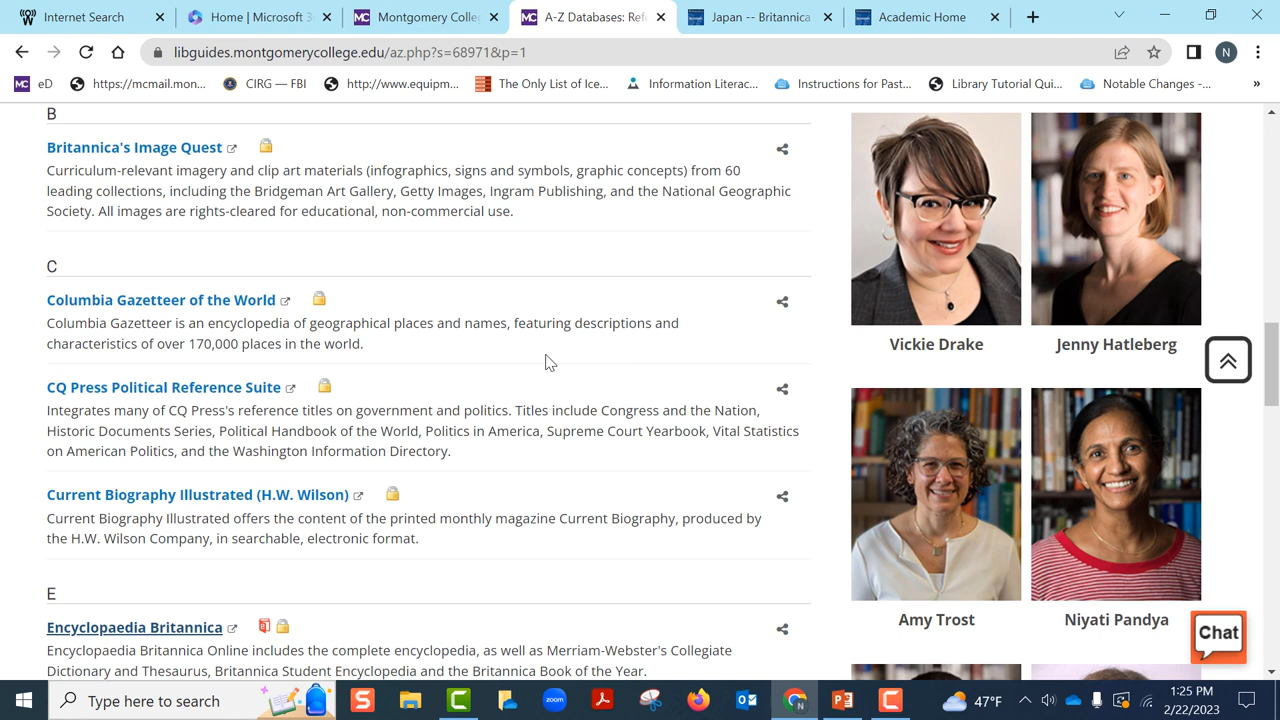 Internet Search
Home | Microsoft 3
Montgomery Colleg
A-Z Databases: Refe
Japan -- Britannica
Academic Home
libguides.montgomerycollege.edu/az.php?s=68971&p=1
N
MC eD
https://mcmail.mon...
CIRG — FBI
http://www.equipm...
The Only List of Ice...
Information Literac...
Instructions for Past...
Library Tutorial Qui...
Notable Changes -...
»
B
Britannica's Image Quest
Curriculum-relevant imagery and clip art materials (infographics, signs and symbols, graphic concepts) from 60
leading collections, including the Bridgeman Art Gallery, Getty Images, Ingram Publishing, and the National Geographic
Society. All images are rights-cleared for educational, non-commercial use.
C
Columbia Gazetteer of the World
Columbia Gazetteer is an encyclopedia of geographical places and names, featuring descriptions and
characteristics of over 170,000 places in the world.
CQ Press Political Reference Suite
Integrates many of CQ Press's reference titles on government and politics. Titles include Congress and the Nation,
Historic Documents Series, Political Handbook of the World, Politics in America, Supreme Court Yearbook, Vital Statistics
on American Politics, and the Washington Information Directory.
Current Biography Illustrated (H.W. Wilson)
Current Biography Illustrated offers the content of the printed monthly magazine Current Biography, produced by
the H.W. Wilson Company, in searchable, electronic format.
E
Encyclopaedia Britannica
Encyclopaedia Britannica Online includes the complete encyclopedia, as well as Merriam-Webster's Collegiate
Dictionary and Thesaurus, Britannica Student Encyclopedia and the Britannica Book of the Year.
Vickie Drake
Jenny Hatleberg
Amy Trost
Niyati Pandya
Chat
Type here to search
zoom
47°F
1:25 PM
2/22/2023